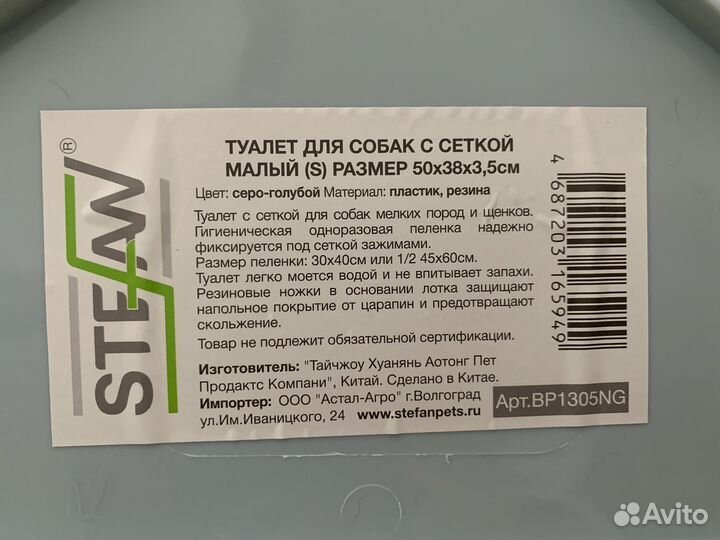 STEFAN®
ТУАЛЕТ ДЛЯ СОБАК С СЕТКОЙ
МАЛЫЙ (S) РАЗМЕР 50x38x3,5см
Цвет: серо-голубой Материал: пластик, резина
Туалет с сеткой для собак мелких пород и щенков.
Гигиеническая одноразовая пеленка надежно
фиксируется под сеткой зажимами.
Размер пеленки: 30х40см или 1/2 45х60см.
Туалет легко моется водой и не впитывает запахи.
Резиновые ножки в основании лотка защищают
напольное покрытие от царапин и предотвращают
скольжение.
Товар не подлежит обязательной сертификации.
Изготовитель: "Тайчжоу Хуанянь Аотонг Пет
Продактс Компани", Китай. Сделано в Китае.
Импортер: ООО "Астал-Агро" г.Волгоград
ул.Им.Иваницкого, 24 www.stefanpets.ru
Арт.BP1305NG
4 687203 165949
Avito